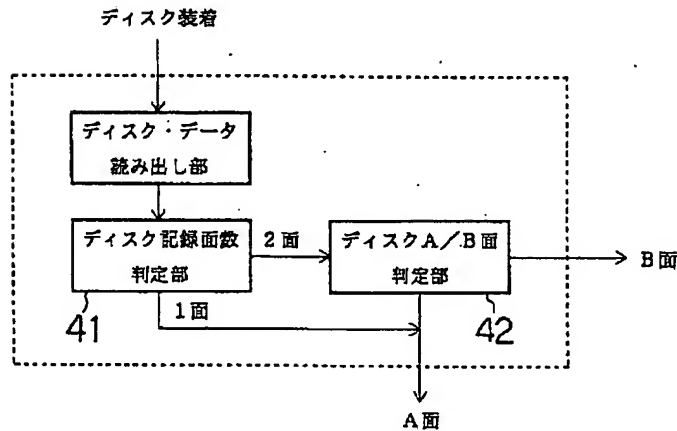 ディスク装着
ディスク・データ
読み出し部
ディスク記録面数
判定部
2面
ディスクA/B面
判定部
B面
41
1面
42
A面